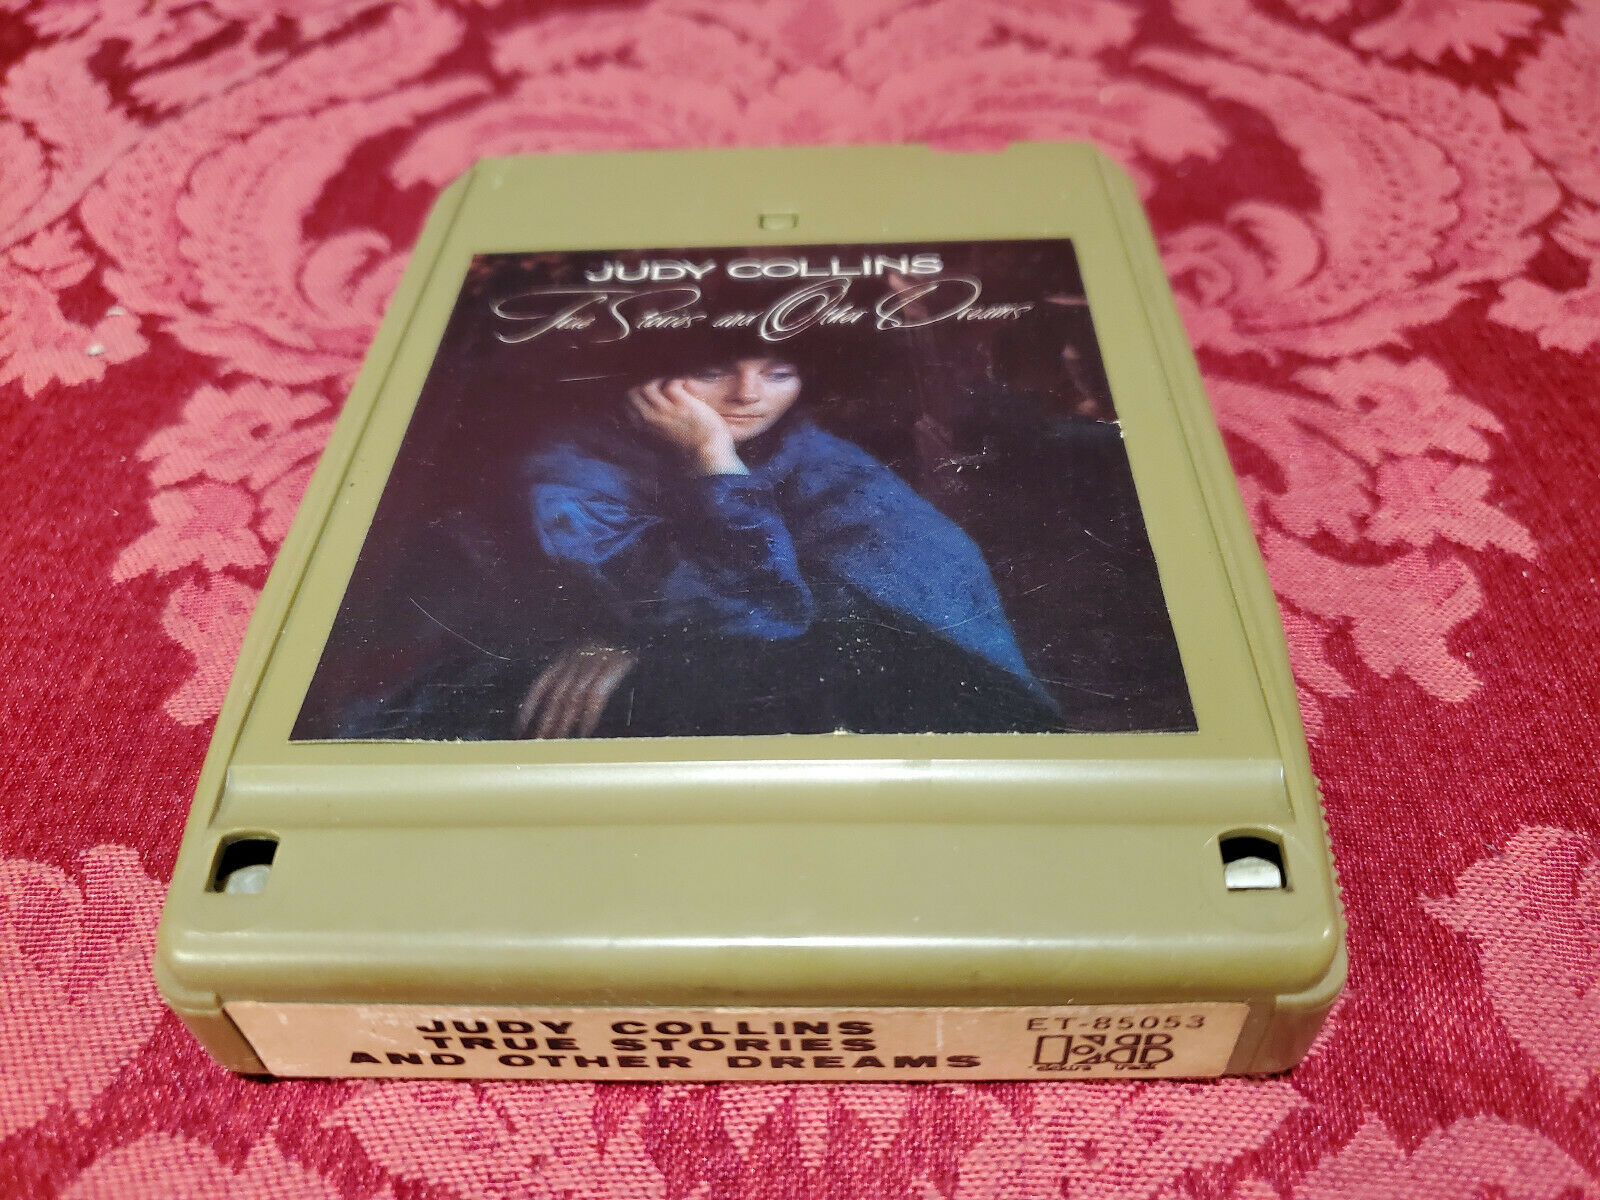 JUDY COLLINS
True Stories and Other Dreams
JUDY COLLINS
TRUE STORIES
AND OTHER DREAMS
ET-85053